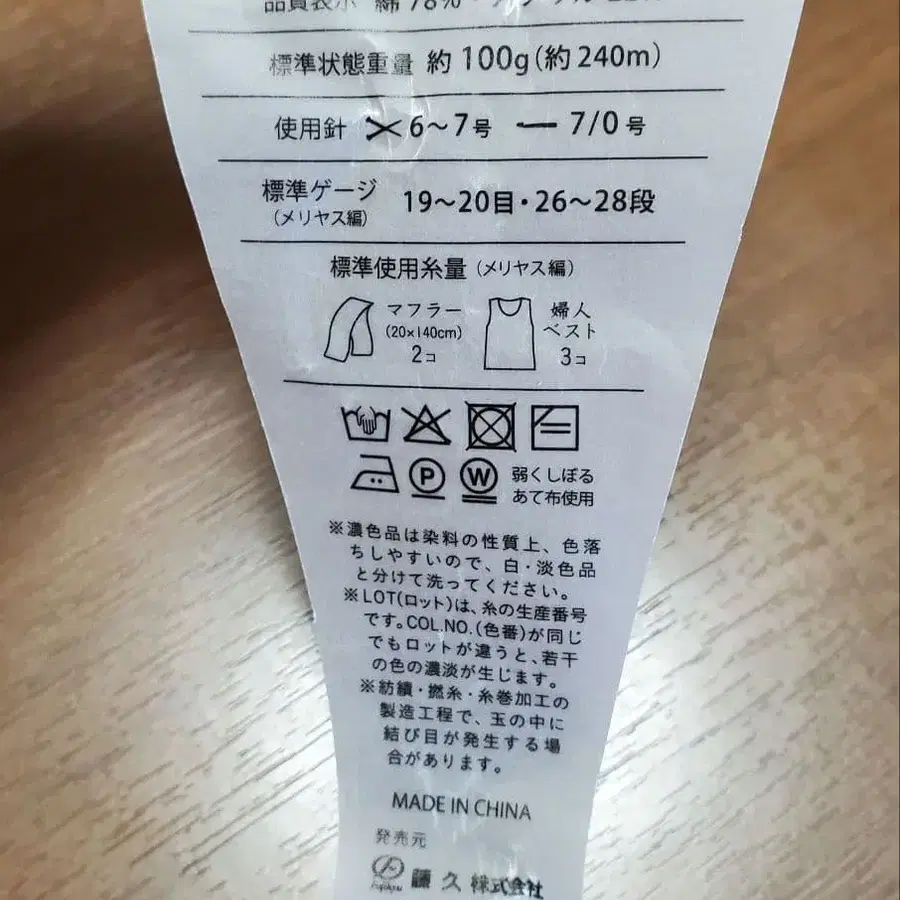 品質表示 綿 78%
標準状態重量 約 100g(約 240m)
使用針 6～7号 7/0 号
標準ゲージ
(メリヤス編)
19～20目・26～28段
標準使用糸量 (メリヤス編)
マフラー
(20×140cm)
2コ
婦人
ベスト
3コ
P W 弱くしぼる
あて布使用
※濃色品は染料の性質上、色落
ちしやすいので、白・淡色品
と分けて洗ってください。
※LOT(ロット)は、糸の生産番号
です。COL.NO.(色番)が同じ
でもロットが違うと、若干
の色の濃淡が生じます。
※紡績・撚糸・糸巻加工の
製造工程で、玉の中に
結び目が発生する場
合があります。
MADE IN CHINA
発売元
Fujikyu 藤久株式会社